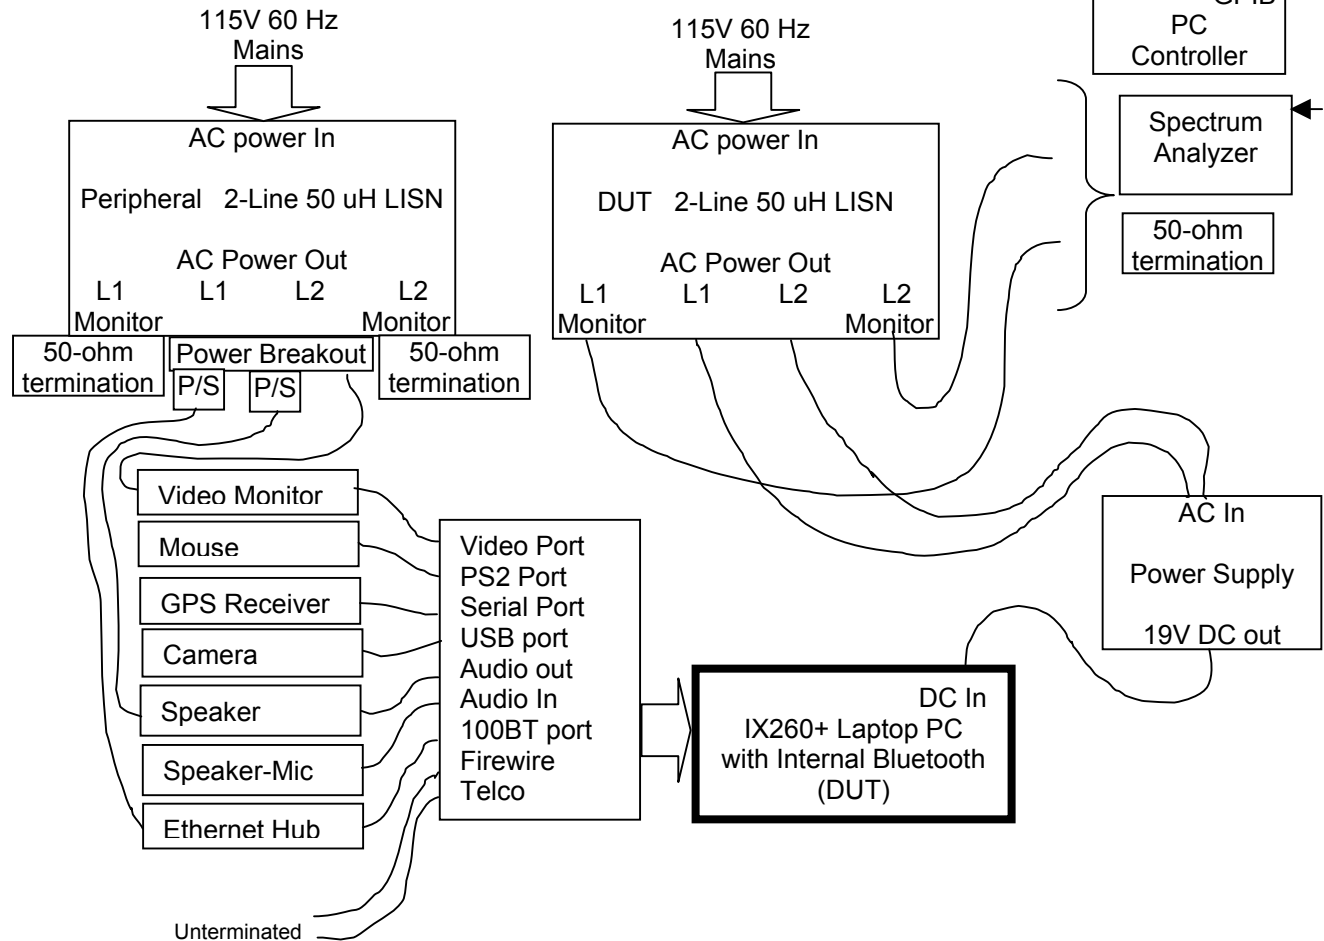 115V 60 Hz
Mains
AC power In
Peripheral 2-Line 50 uH LISN
AC Power Out
L1 L1 L2 L2
Monitor Monitor
50-ohm
termination
Power Breakout
50-ohm
termination
P/S P/S
115V 60 Hz
Mains
AC power In
DUT 2-Line 50 uH LISN
AC Power Out
L1 L1 L2 L2
Monitor Monitor
GPIB
PC
Controller
Spectrum
Analyzer
50-ohm
termination
AC In
Power Supply
19V DC out
Video Monitor
Mouse
GPS Receiver
Camera
Speaker
Speaker-Mic
Ethernet Hub
Unterminated
Video Port
PS2 Port
Serial Port
USB port
Audio out
Audio In
100BT port
Firewire
Telco
DC In
IX260+ Laptop PC
with Internal Bluetooth
(DUT)